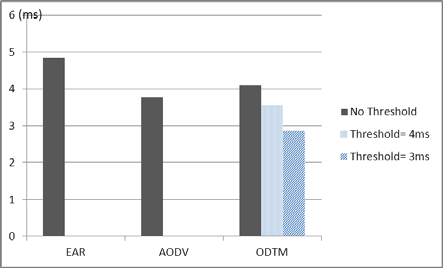 6 (ms)
5
4
3
2
1
0
EAR AODV ODTM
No Threshold
Threshold= 4ms
Threshold= 3ms